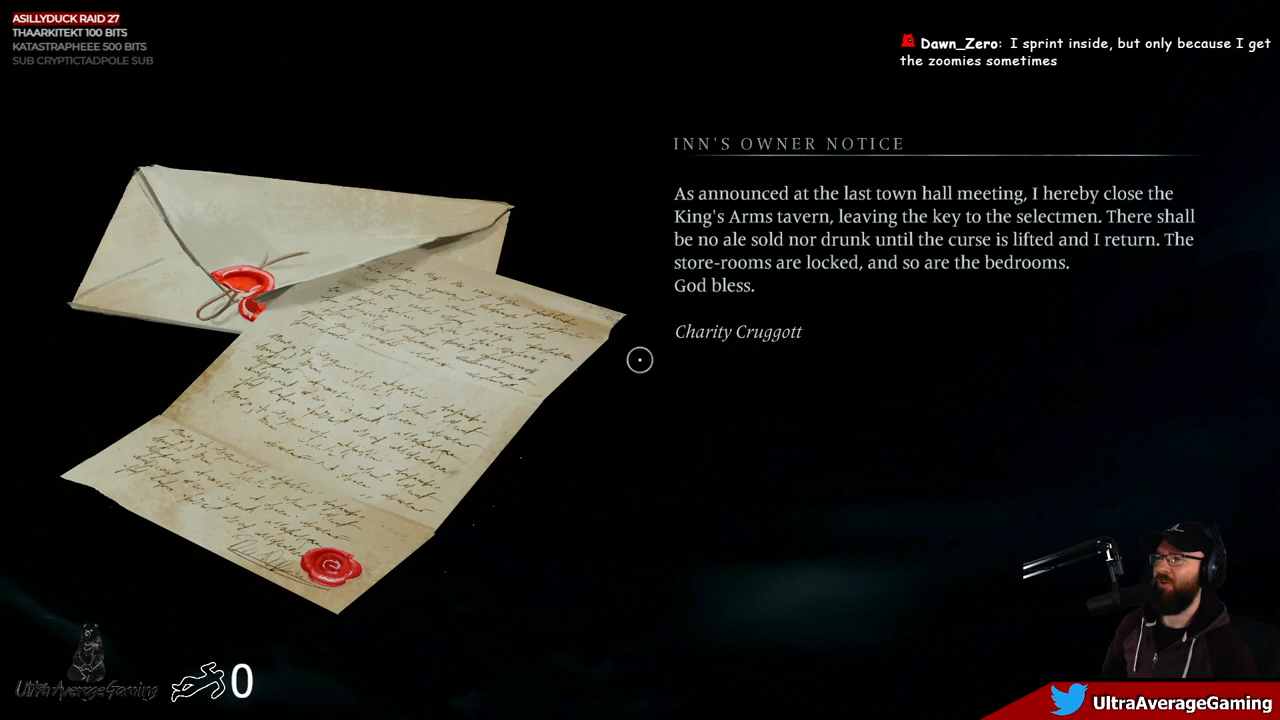 ASILLYDUCK RAID 27
THAARKITEKT 100 BITS
KATASTRAPHEEE 500 BITS
SUB CRYPTICTADPOLE SUB
Dawn_Zero: I sprint inside, but only because I get
the zoomies sometimes
INN'S OWNER NOTICE
As announced at the last town hall meeting, I hereby close the
King's Arms tavern, leaving the key to the selectmen. There shall
be no ale sold nor drunk until the curse is lifted and I return. The
store-rooms are locked, and so are the bedrooms.
God bless.
Charity Cruggott
UltraAverageGaming
0
UltraAverageGaming